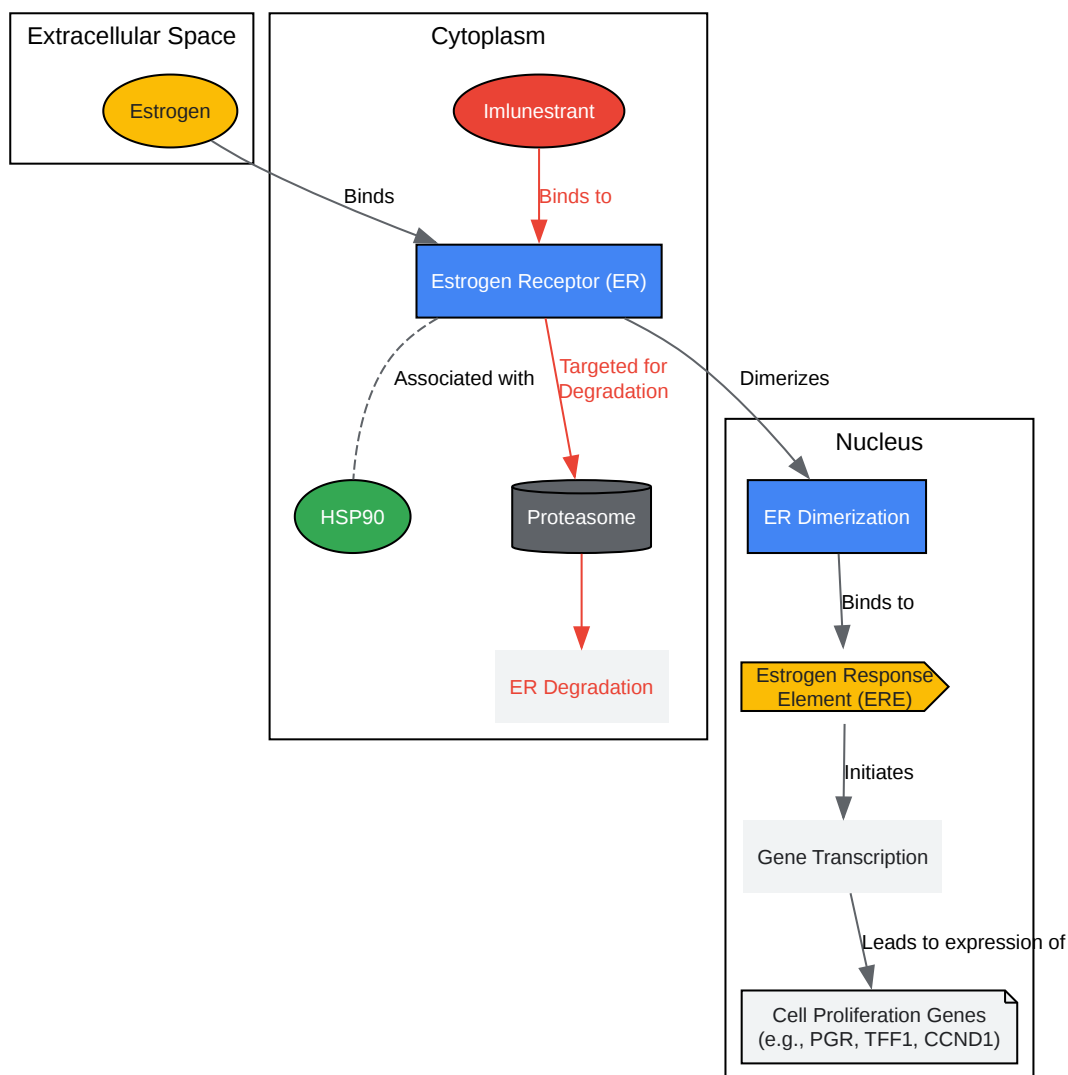 Extracellular Space
Cytoplasm
Estrogen
Imlunestrant
Binds
Binds to
Estrogen Receptor (ER)
Associated with
Targeted for
Degradation
Dimerizes
Nucleus
HSP90
Proteasome
ER Dimerization
Binds to
ER Degradation
Estrogen Response
Element (ERE)
Initiates
Gene Transcription
Leads to expression of
Cell Proliferation Genes
(e.g., PGR, TFF1, CCND1)